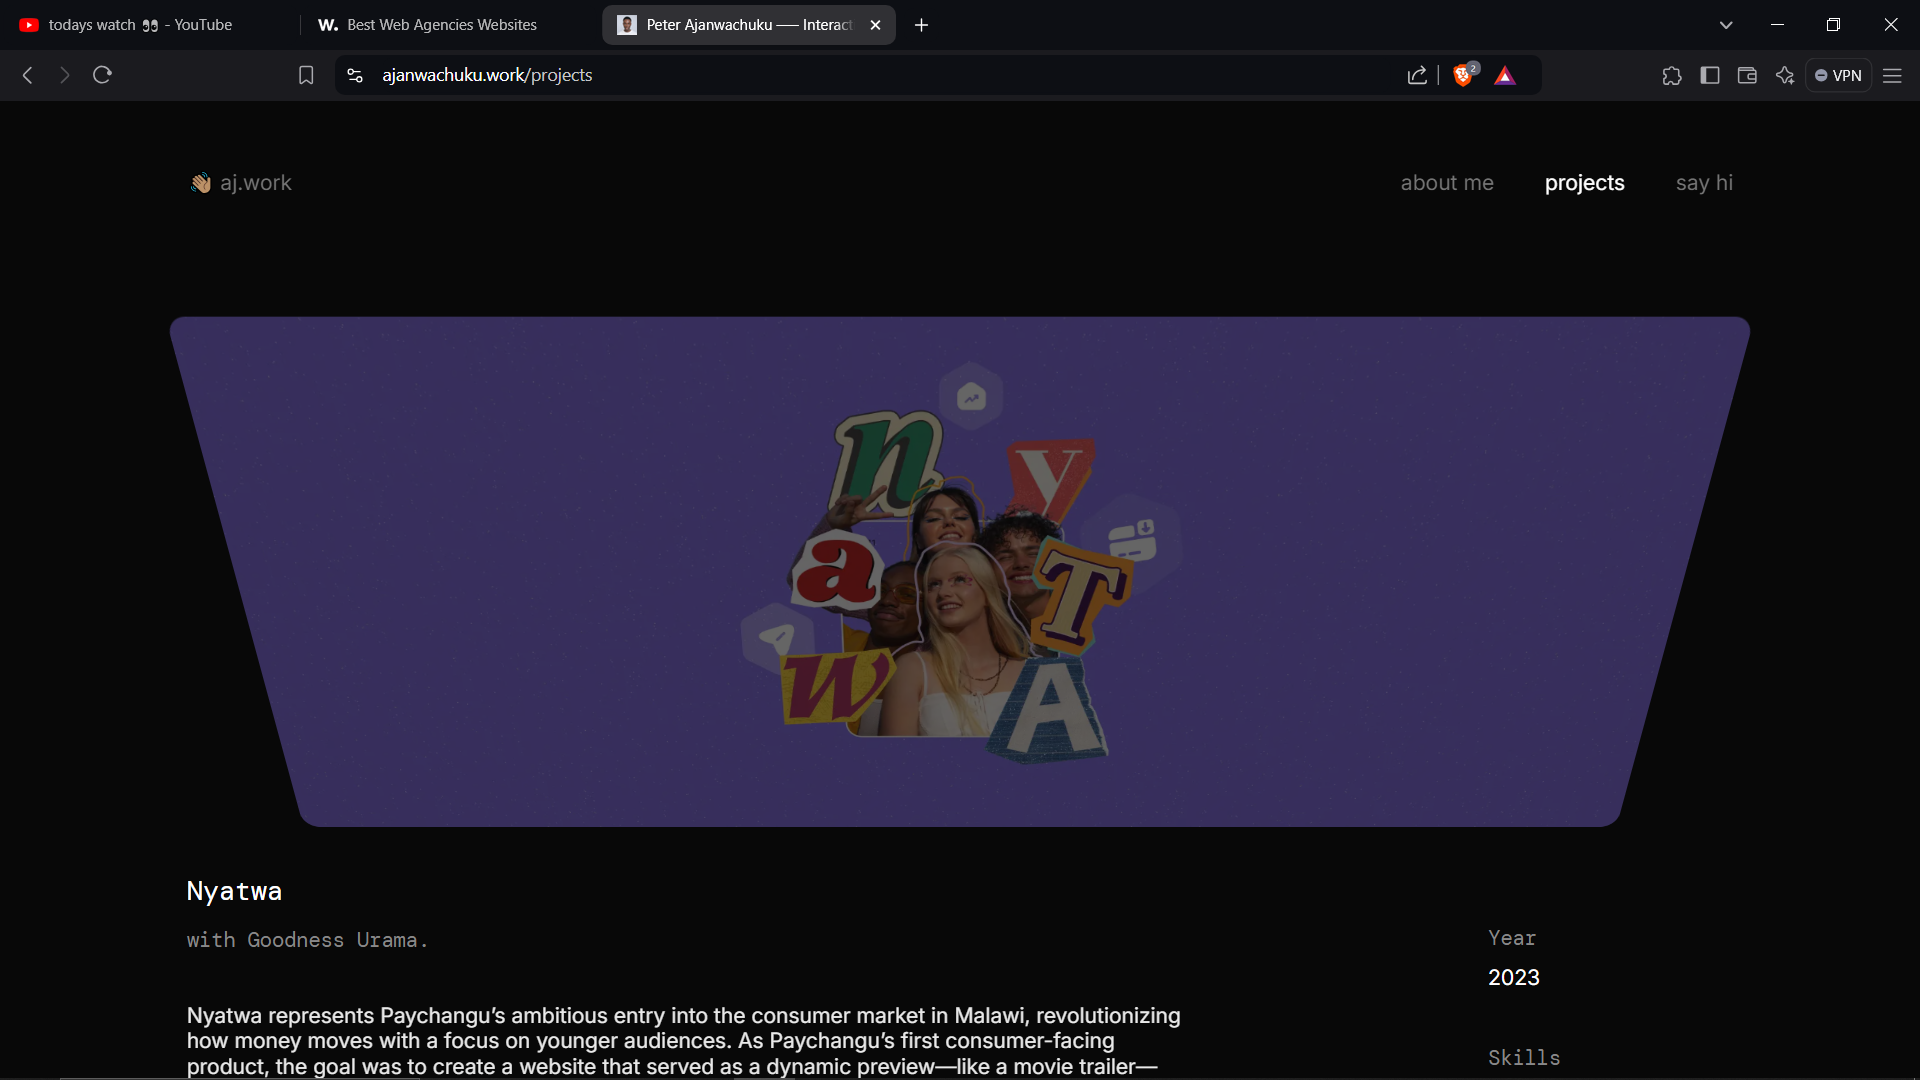 todays watch 👀 - YouTube
W. Best Web Agencies Websites
Peter Ajanwachuku —— Interact
ajanwachuku.work/projects
2
VPN
👋🏽 aj.work
about me
projects
say hi
n
y
a
T
w
A
Nyatwa
with Goodness Urama.
Year
2023
Nyatwa represents Paychangu’s ambitious entry into the consumer market in Malawi, revolutionizing
how money moves with a focus on younger audiences. As Paychangu’s first consumer-facing
product, the goal was to create a website that served as a dynamic preview—like a movie trailer—
Skills